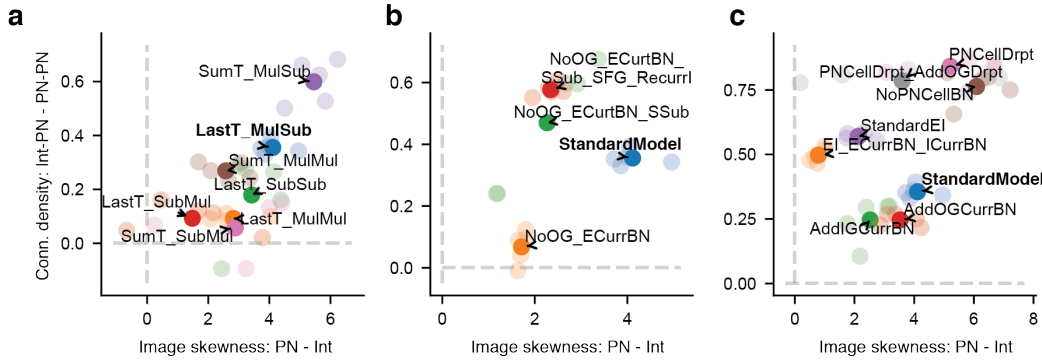 a
b
c
Conn. density: Int-PN - PN-PN
0.6
0.4
0.2
0.0
SumT_MulSub
LastT_MulSub
SumT_MulMul
LastT_SubSub
LastT_SubMul
LastT_MulMul
SumT_SubMul
0
2
4
6
Image skewness: PN - Int
0.6
0.4
0.2
0.0
NoOG_ECurtBN_
SSub_SFG_RecurrI
NoOG_ECurtBN_SSub
StandardModel
NoOG_ECurrBN
0
2
4
Image skewness: PN - Int
0.75
0.50
0.25
0.00
PNCellDrpt
PNCellDrpt_AddOGDrpt
NoPNCellBN
StandardEI
EI_ECurrBN_ICurrBN
StandardModel
AddOGCurrBN
AddIGCurrBN
0
2
4
6
8
Image skewness: PN - Int